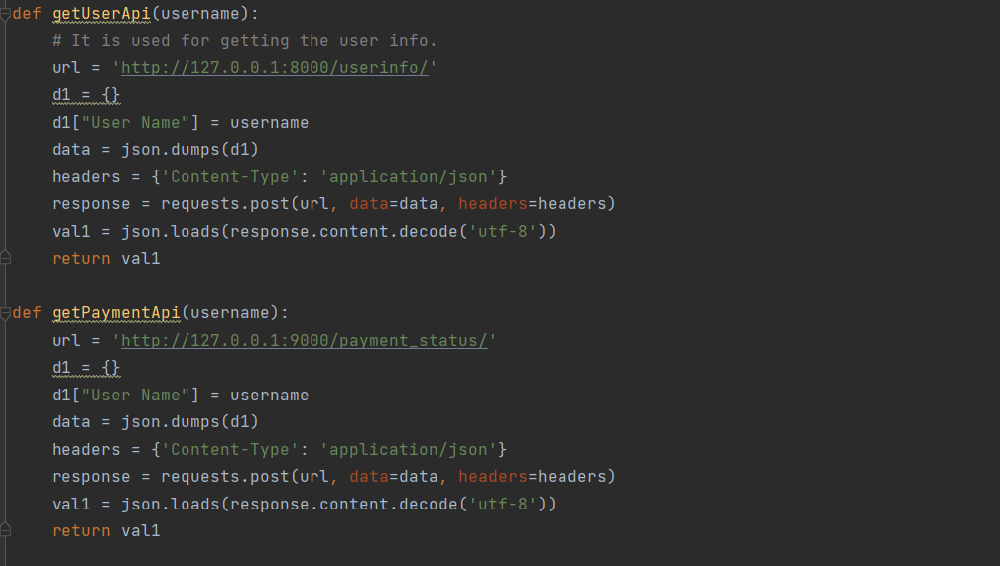 def getUserApi(username):
    # It is used for getting the user info.
    url = 'http://127.0.0.1:8000/userinfo/'
    d1 = {}
    d1["User Name"] = username
    data = json.dumps(d1)
    headers = {'Content-Type': 'application/json'}
    response = requests.post(url, data=data, headers=headers)
    val1 = json.loads(response.content.decode('utf-8'))
    return val1

def getPaymentApi(username):
    url = 'http://127.0.0.1:9000/payment_status/'
    d1 = {}
    d1["User Name"] = username
    data = json.dumps(d1)
    headers = {'Content-Type': 'application/json'}
    response = requests.post(url, data=data, headers=headers)
    val1 = json.loads(response.content.decode('utf-8'))
    return val1